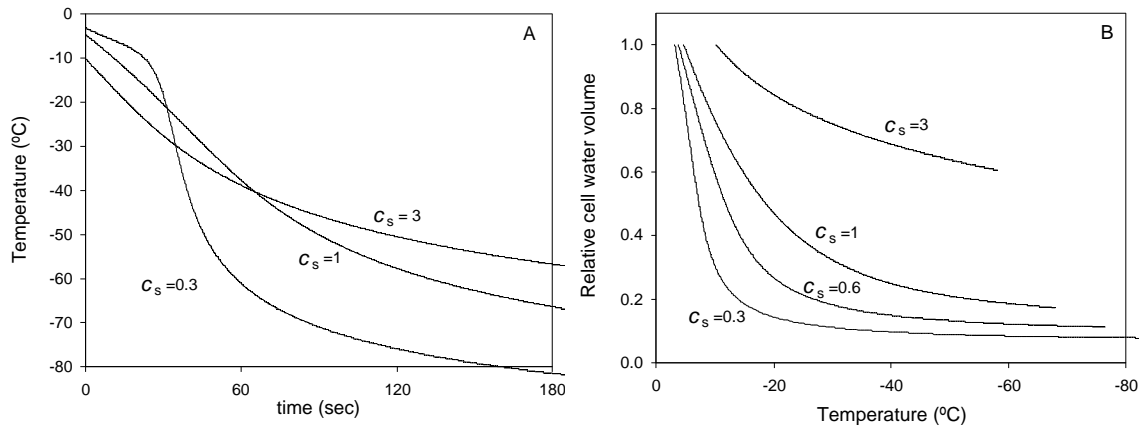 A
Temperature (ºC)
0
-10
-20
-30
-40
-50
-60
-70
-80
cs = 3
cs =1
cs =0.3
0
60
120
180
time (sec)
B
Relative cell water volume
1.0
0.8
0.6
0.4
0.2
0.0
cs =3
cs =1
cs =0.6
cs =0.3
0
-20
-40
-60
-80
Temperature (ºC)